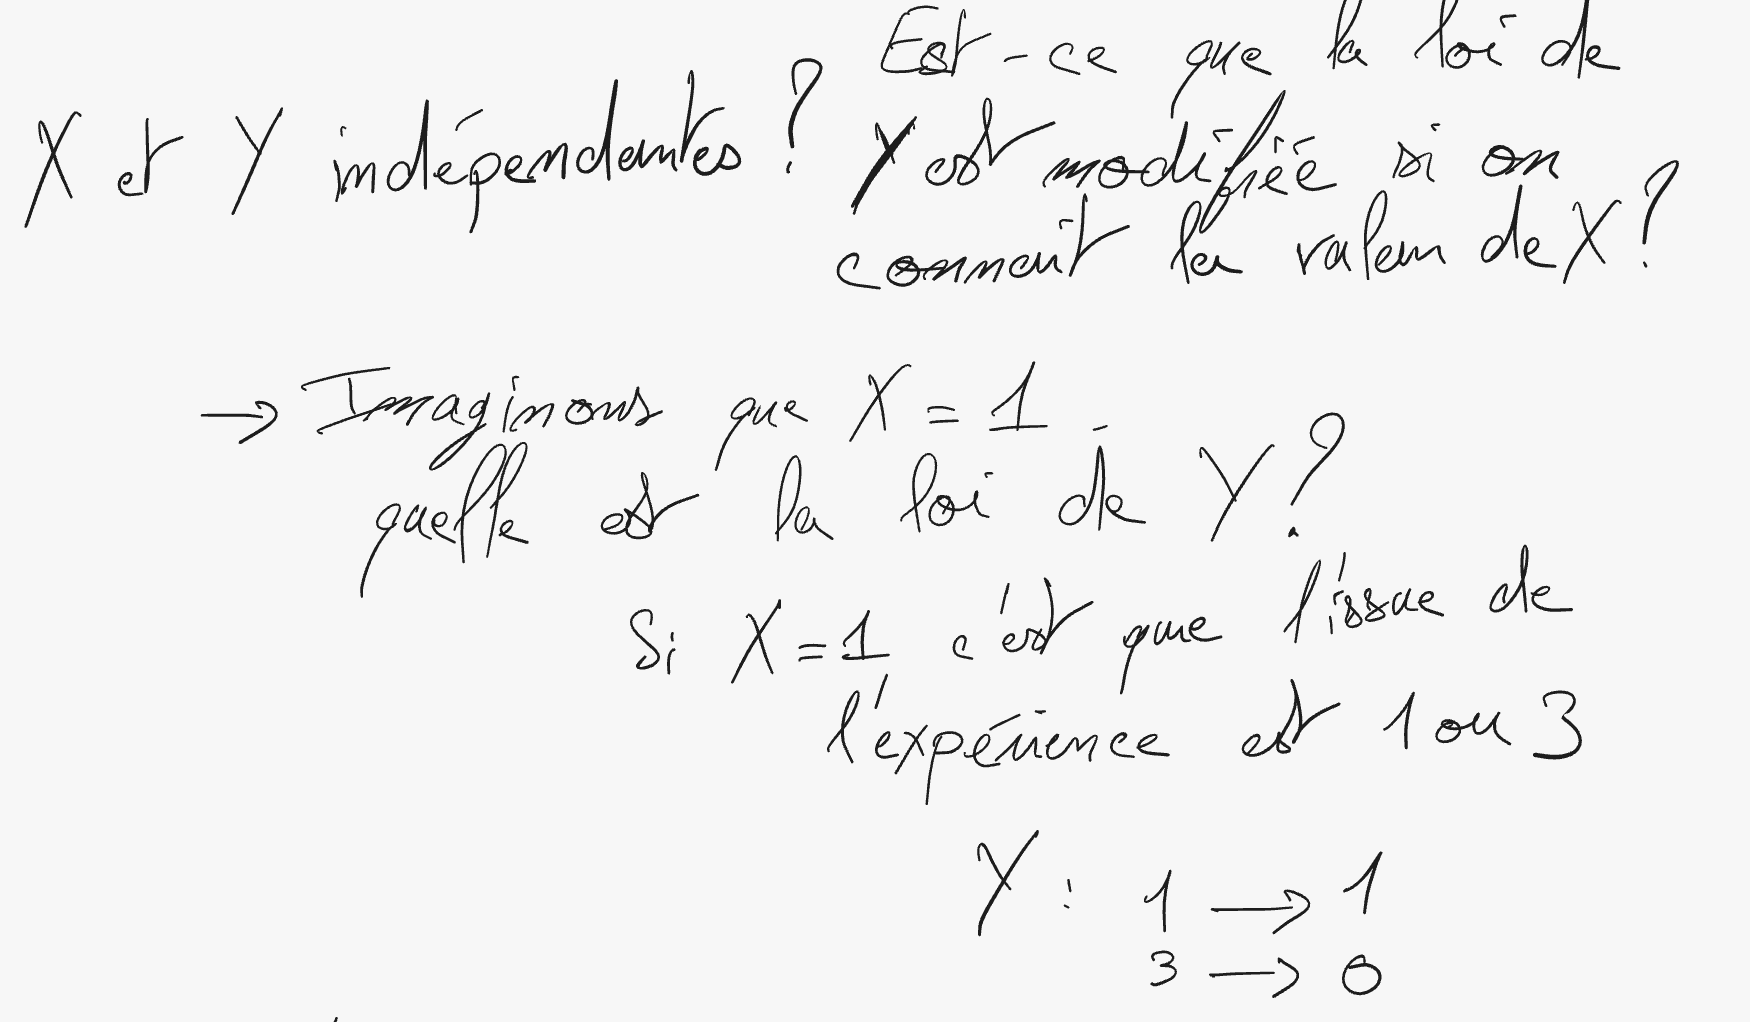 Est-ce que la loi de
X et Y indépendantes ? Y est modifiée si on
connait la valeur de X ?
→ Imaginons que X = 1.
quelle est la loi de Y ?
Si X = 1 c'est que l'issue de
l'expérience est 1 ou 3
Y : 1 → 1
3 → 0